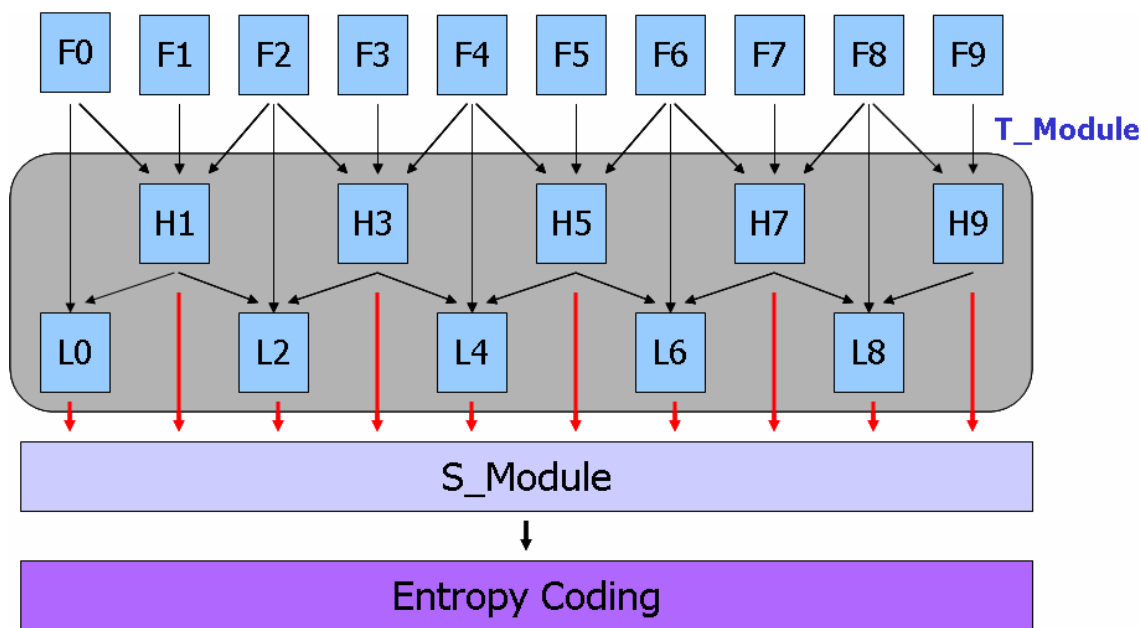 F0 F1 F2 F3 F4 F5 F6 F7 F8 F9
T_Module
H1 H3 H5 H7 H9
L0 L2 L4 L6 L8
S_Module
Entropy Coding